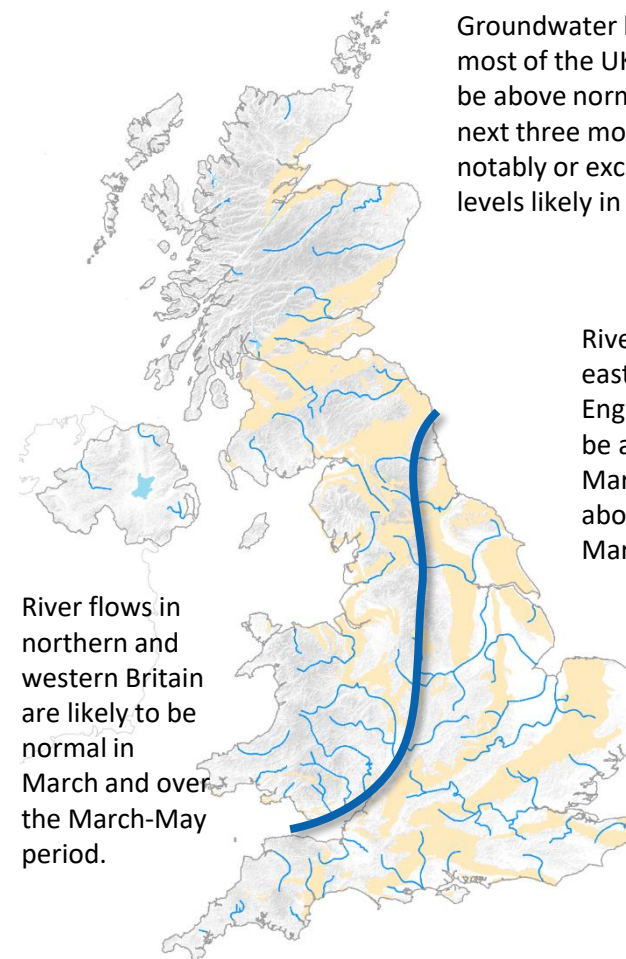 Groundwater l
most of the UK
be above norm
next three mo
notably or exc
levels likely in
Rive
east
Eng
be a
Mar
abo
Mar
River flows in
northern and
western Britain
are likely to be
normal in
March and over
the March-May
period.